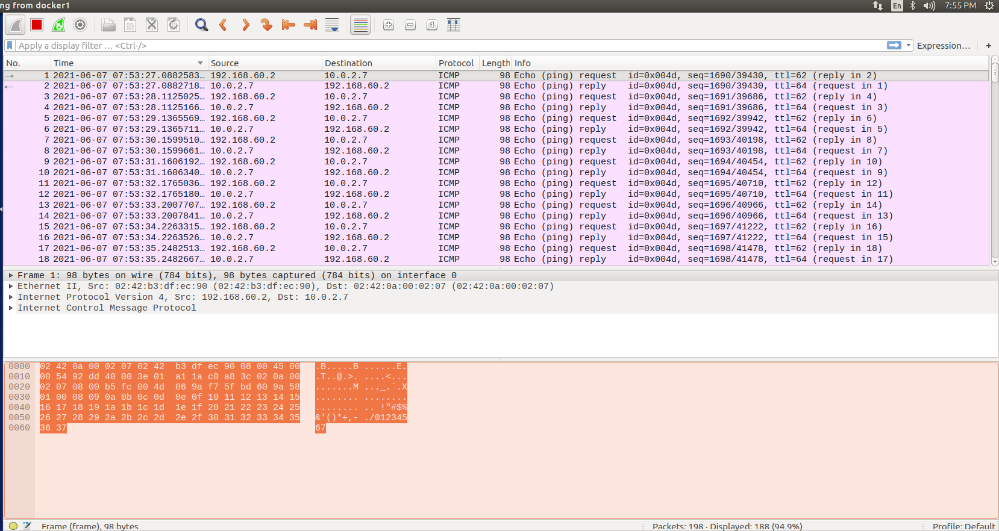 ng from docker1
En 7:55 PM
Apply a display filter … <Ctrl-/> Expression… +
No. Time Source Destination Protocol Length Info
1 2021-06-07 07:53:27.0882583… 192.168.60.2 10.0.2.7 ICMP 98 Echo (ping) request id=0x004d, seq=1690/39430, ttl=62 (reply in 2)
2 2021-06-07 07:53:27.0882718… 10.0.2.7 192.168.60.2 ICMP 98 Echo (ping) reply id=0x004d, seq=1690/39430, ttl=64 (request in 1)
3 2021-06-07 07:53:28.1125025… 192.168.60.2 10.0.2.7 ICMP 98 Echo (ping) request id=0x004d, seq=1691/39686, ttl=62 (reply in 4)
4 2021-06-07 07:53:28.1125166… 10.0.2.7 192.168.60.2 ICMP 98 Echo (ping) reply id=0x004d, seq=1691/39686, ttl=64 (request in 3)
5 2021-06-07 07:53:29.1365569… 192.168.60.2 10.0.2.7 ICMP 98 Echo (ping) request id=0x004d, seq=1692/39942, ttl=62 (reply in 6)
6 2021-06-07 07:53:29.1365711… 10.0.2.7 192.168.60.2 ICMP 98 Echo (ping) reply id=0x004d, seq=1692/39942, ttl=64 (request in 5)
7 2021-06-07 07:53:30.1599510… 192.168.60.2 10.0.2.7 ICMP 98 Echo (ping) request id=0x004d, seq=1693/40198, ttl=62 (reply in 8)
8 2021-06-07 07:53:30.1599661… 10.0.2.7 192.168.60.2 ICMP 98 Echo (ping) reply id=0x004d, seq=1693/40198, ttl=64 (request in 7)
9 2021-06-07 07:53:31.1606192… 192.168.60.2 10.0.2.7 ICMP 98 Echo (ping) request id=0x004d, seq=1694/40454, ttl=62 (reply in 10)
10 2021-06-07 07:53:31.1606340… 10.0.2.7 192.168.60.2 ICMP 98 Echo (ping) reply id=0x004d, seq=1694/40454, ttl=64 (request in 9)
11 2021-06-07 07:53:32.1765036… 192.168.60.2 10.0.2.7 ICMP 98 Echo (ping) request id=0x004d, seq=1695/40710, ttl=62 (reply in 12)
12 2021-06-07 07:53:32.1765180… 10.0.2.7 192.168.60.2 ICMP 98 Echo (ping) reply id=0x004d, seq=1695/40710, ttl=64 (request in 11)
13 2021-06-07 07:53:33.2007707… 192.168.60.2 10.0.2.7 ICMP 98 Echo (ping) request id=0x004d, seq=1696/40966, ttl=62 (reply in 14)
14 2021-06-07 07:53:33.2007841… 10.0.2.7 192.168.60.2 ICMP 98 Echo (ping) reply id=0x004d, seq=1696/40966, ttl=64 (request in 13)
15 2021-06-07 07:53:34.2263315… 192.168.60.2 10.0.2.7 ICMP 98 Echo (ping) request id=0x004d, seq=1697/41222, ttl=62 (reply in 16)
16 2021-06-07 07:53:34.2263526… 10.0.2.7 192.168.60.2 ICMP 98 Echo (ping) reply id=0x004d, seq=1697/41222, ttl=64 (request in 15)
17 2021-06-07 07:53:35.2482513… 192.168.60.2 10.0.2.7 ICMP 98 Echo (ping) request id=0x004d, seq=1698/41478, ttl=62 (reply in 18)
18 2021-06-07 07:53:35.2482667… 10.0.2.7 192.168.60.2 ICMP 98 Echo (ping) reply id=0x004d, seq=1698/41478, ttl=64 (request in 17)
Frame 1: 98 bytes on wire (784 bits), 98 bytes captured (784 bits) on interface 0
Ethernet II, Src: 02:42:b3:df:ec:90 (02:42:b3:df:ec:90), Dst: 02:42:0a:00:02:07 (02:42:0a:00:02:07)
Internet Protocol Version 4, Src: 192.168.60.2, Dst: 10.0.2.7
Internet Control Message Protocol
0000 02 42 0a 00 02 07 02 42 b3 df ec 90 08 00 45 00 .B.....B ......E.
0010 00 54 92 dd 40 00 3e 01 a1 1a c0 a8 3c 02 0a 00 .T..@.>. ....<...
0020 02 07 08 00 b5 fc 00 4d 06 9a f7 5f bd 60 9a 58 .......M ..._.`.X
0030 01 00 08 09 0a 0b 0c 0d 0e 0f 10 11 12 13 14 15 ........ ........
0040 16 17 18 19 1a 1b 1c 1d 1e 1f 20 21 22 23 24 25 ........ .. !"#$%
0050 26 27 28 29 2a 2b 2c 2d 2e 2f 30 31 32 33 34 35 &'()*+,- ./012345
0060 36 37 67
Frame (frame), 98 bytes Packets: 198 · Displayed: 188 (94.9%) Profile: Default